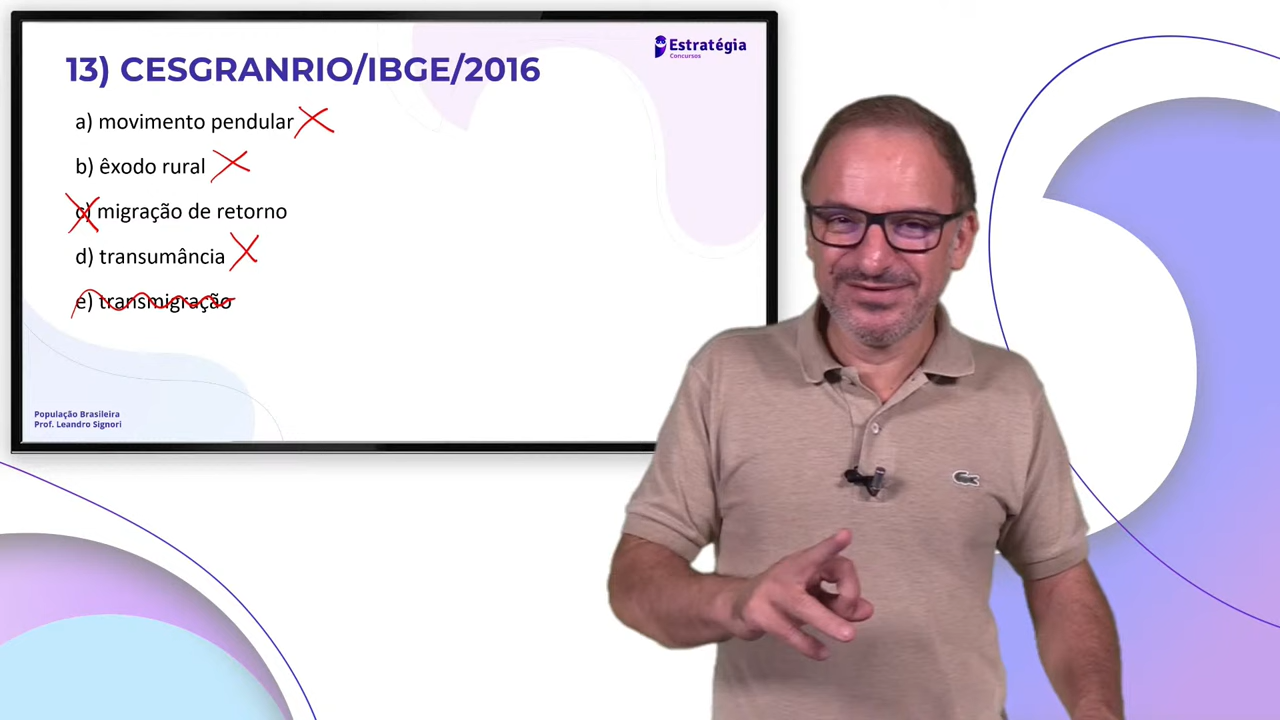 13) CESGRANRIO/IBGE/2016
Estratégia
Concursos
a) movimento pendular
b) êxodo rural
c) migração de retorno
d) transumância
e) transmigração
População Brasileira
Prof. Leandro Signori